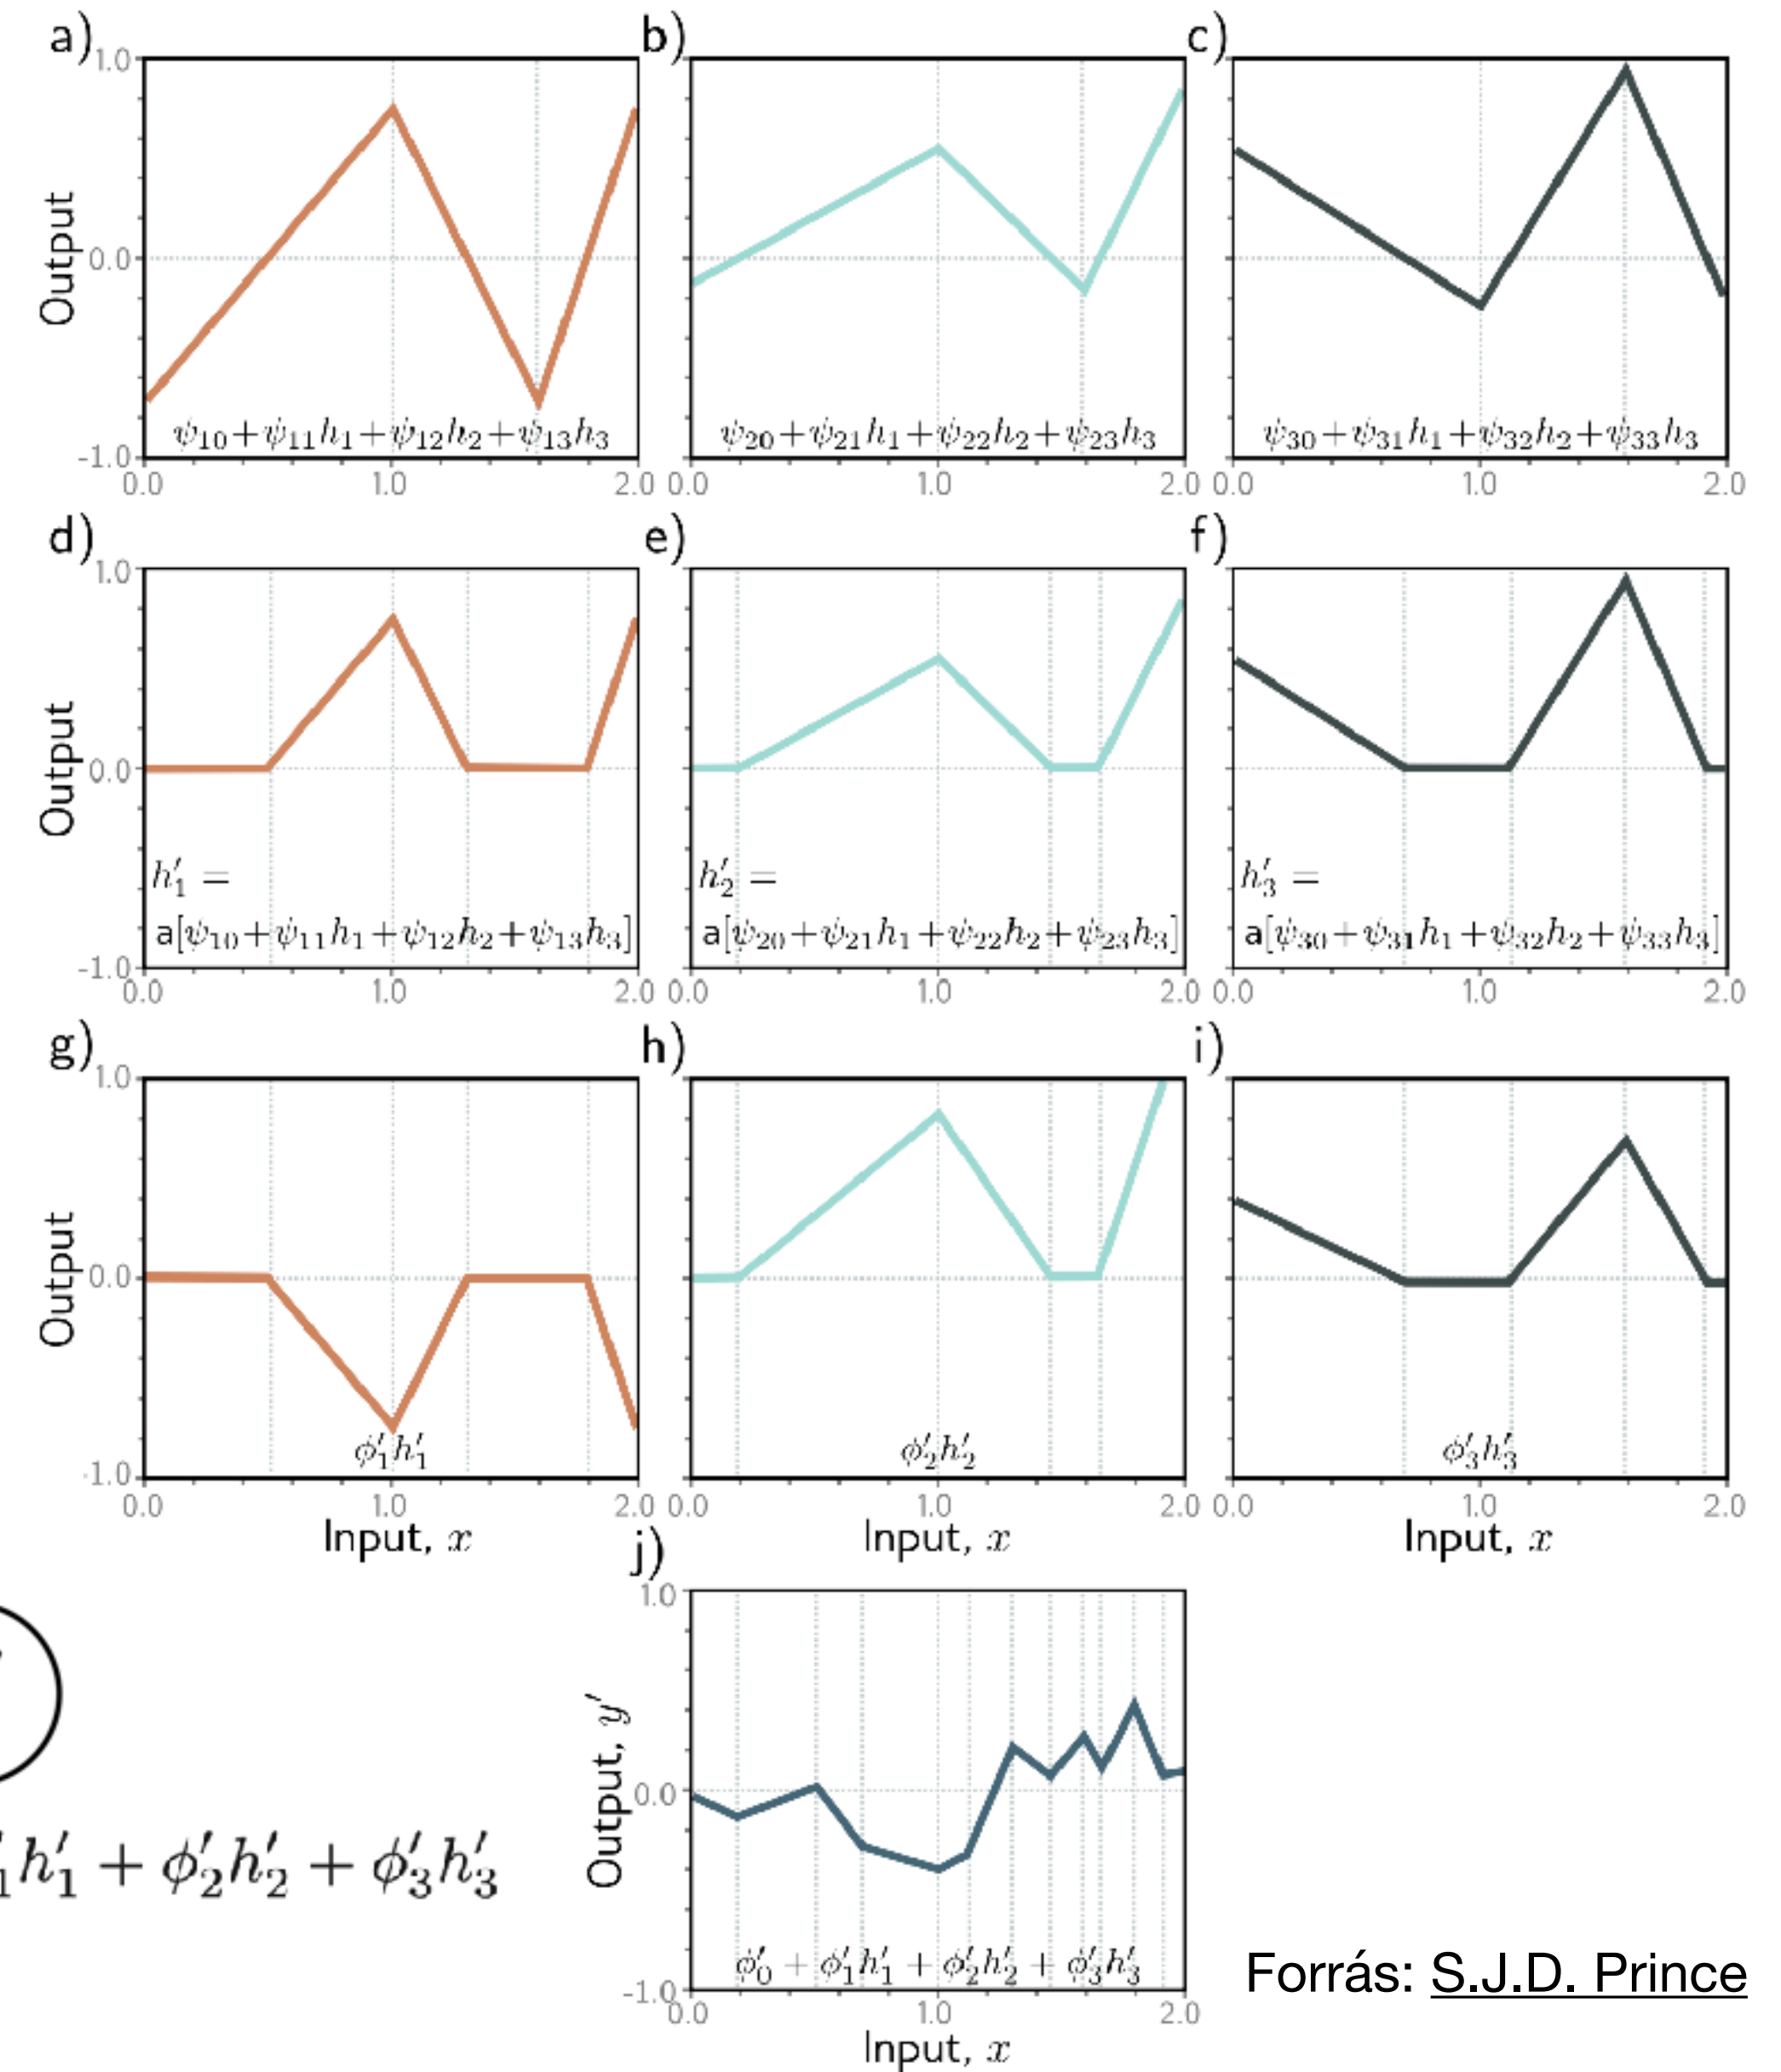 a) b) c)
1.0
Output
0.0
ψ₁₀+ψ₁₁h₁+ψ₁₂h₂+ψ₁₃h₃ ψ₂₀+ψ₂₁h₁+ψ₂₂h₂+ψ₂₃h₃ ψ₃₀+ψ₃₁h₁+ψ₃₂h₂+ψ₃₃h₃
-1.0
0.0 1.0 2.0 0.0 1.0 2.0 0.0 1.0 2.0
d) e) f)
1.0
Output
0.0
h′₁ = h′₂ = h′₃ =
a[ψ₁₀+ψ₁₁h₁+ψ₁₂h₂+ψ₁₃h₃] a[ψ₂₀+ψ₂₁h₁+ψ₂₂h₂+ψ₂₃h₃] a[ψ₃₀+ψ₃₁h₁+ψ₃₂h₂+ψ₃₃h₃]
-1.0
0.0 1.0 2.0 0.0 1.0 2.0 0.0 1.0 2.0
g) h) i)
1.0
Output
0.0
ϕ′₁h′₁ ϕ′₂h′₂ ϕ′₃h′₃
-1.0
0.0 1.0 2.0 0.0 1.0 2.0 0.0 1.0 2.0
Input, x Input, x Input, x
j)
1.0
Output, y′
0.0
h′₁ + ϕ′₂h′₂ + ϕ′₃h′₃
ϕ′₀ + ϕ′₁h′₁ + ϕ′₂h′₂ + ϕ′₃h′₃
-1.0
0.0 1.0 2.0
Input, x
Forrás: S.J.D. Prince